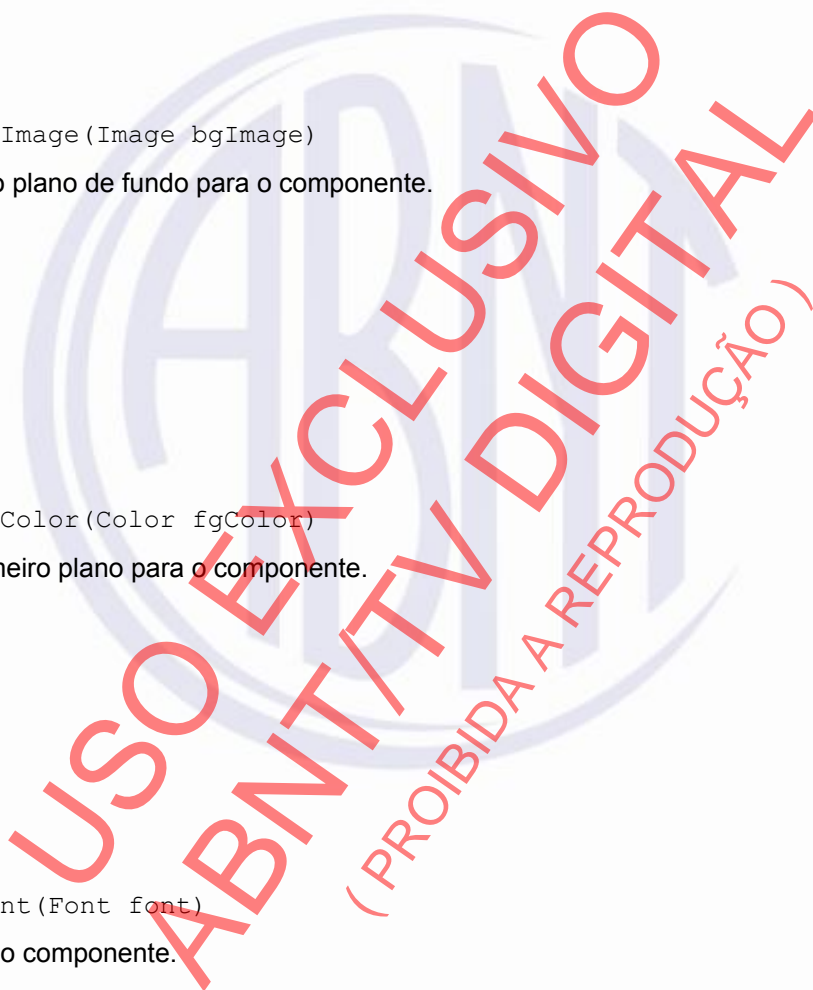 Image(Image bgImage)
o plano de fundo para o componente.
Color(Color fgColor)
neiro plano para o componente.
nt(Font font)
o componente.
USO EXCLUSIVO
ABNT/TV DIGITAL
( PROIBIDA A REPRODUÇÃO )
ABNT